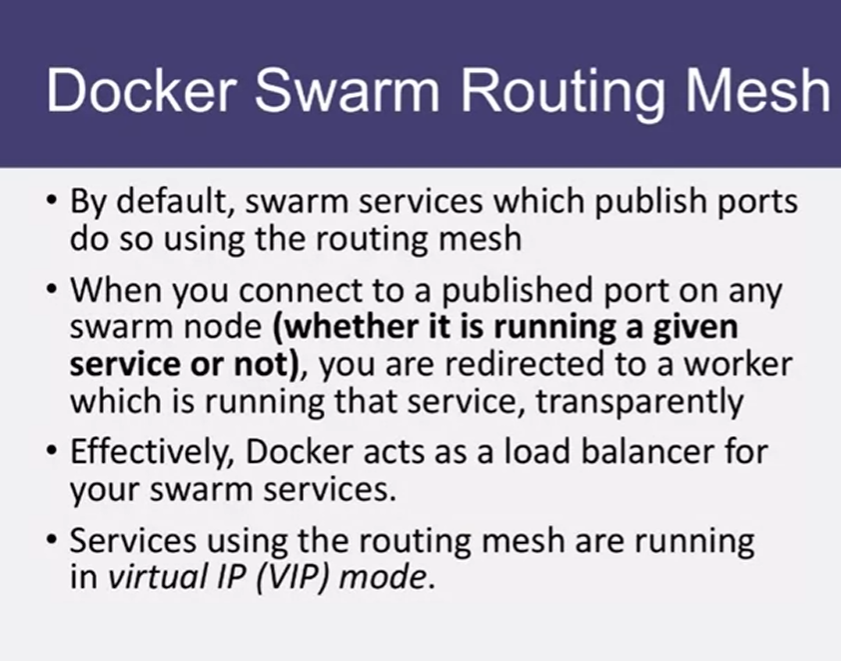 Docker Swarm Routing Mesh
• By default, swarm services which publish ports
do so using the routing mesh
• When you connect to a published port on any
swarm node (whether it is running a given
service or not), you are redirected to a worker
which is running that service, transparently
• Effectively, Docker acts as a load balancer for
your swarm services.
• Services using the routing mesh are running
in virtual IP (VIP) mode.